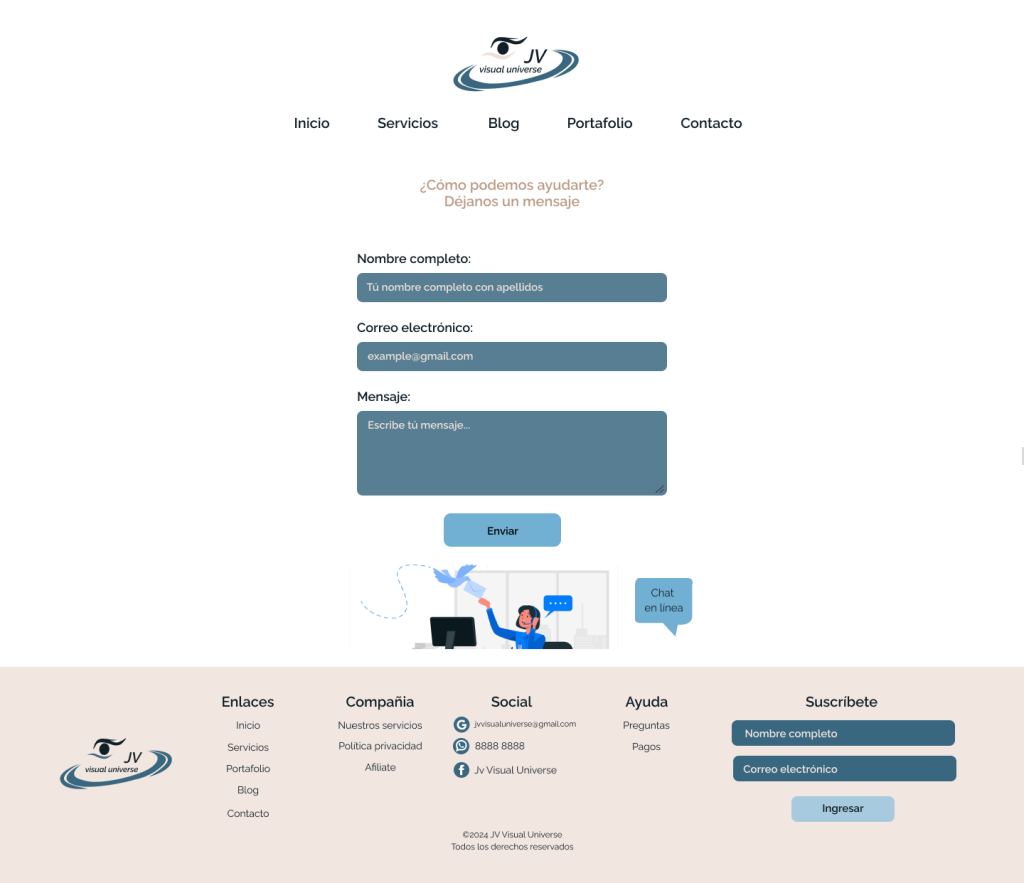 JV
visual universe
Inicio Servicios Blog Portafolio Contacto
¿Cómo podemos ayudarte?
Déjanos un mensaje
Nombre completo:
Tú nombre completo con apellidos
Correo electrónico:
example@gmail.com
Mensaje:
Escribe tú mensaje...
Enviar
Chat
en línea
JV
visual universe
Enlaces
Inicio
Servicios
Portafolio
Blog
Contacto
Compañia
Nuestros servicios
Política privacidad
Afiliate
Social
jvvisualuniverse@gmail.com
8888 8888
Jv Visual Universe
Ayuda
Preguntas
Pagos
Suscríbete
Nombre completo
Correo electrónico
Ingresar
©2024 JV Visual Universe
Todos los derechos reservados